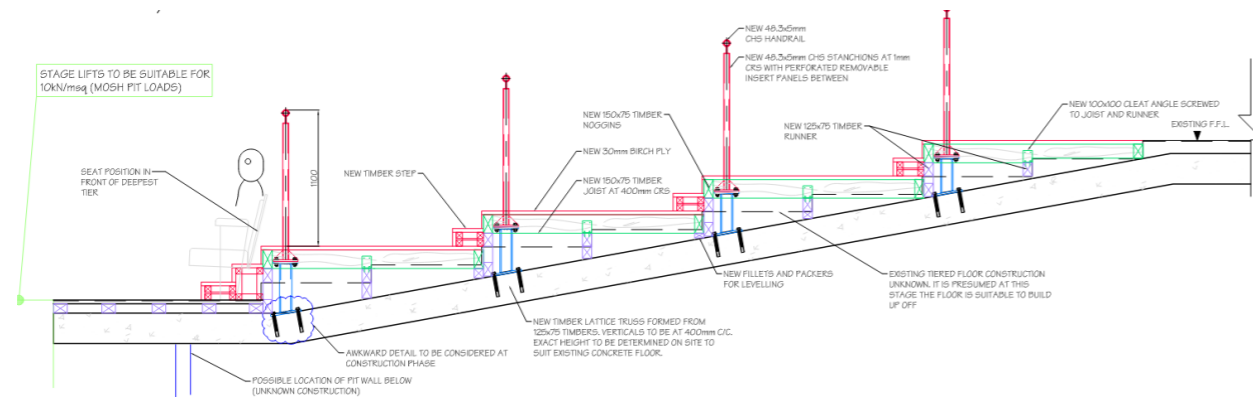 NEW 48.3x5mm
CHS HANDRAIL
STAGE LIFTS TO BE SUITABLE FOR
10kN/msq (MOSH PIT LOADS)
NEW 48.3x5mm CHS STANCHIONS AT 1mm
CRS WITH PERFORATED REMOVABLE
INSERT PANELS BETWEEN
NEW 100x100 CLEAT ANGLE SCREWED
TO JOIST AND RUNNER
NEW 150x75 TIMBER
NOGGINS
NEW 125x75 TIMBER
RUNNER
EXISTING F.F.L.
NEW 30mm BIRCH PLY
SEAT POSITION IN
FRONT OF DEEPEST
TIER
1100
NEW TIMBER STEP
NEW 150x75 TIMBER
JOIST AT 400mm CRS
NEW FILLETS AND PACKERS
FOR LEVELLING
EXISTING TIERED FLOOR CONSTRUCTION
UNKNOWN. IT IS PRESUMED AT THIS
STAGE THE FLOOR IS SUITABLE TO BUILD
UP OFF
NEW TIMBER LATTICE TRUSS FORMED FROM
125x75 TIMBERS. VERTICALS TO BE AT 400mm C/C.
EXACT HEIGHT TO BE DETERMINED ON SITE TO
SUIT EXISTING CONCRETE FLOOR.
AWKWARD DETAIL TO BE CONSIDERED AT
CONSTRUCTION PHASE
POSSIBLE LOCATION OF PIT WALL BELOW
(UNKNOWN CONSTRUCTION)